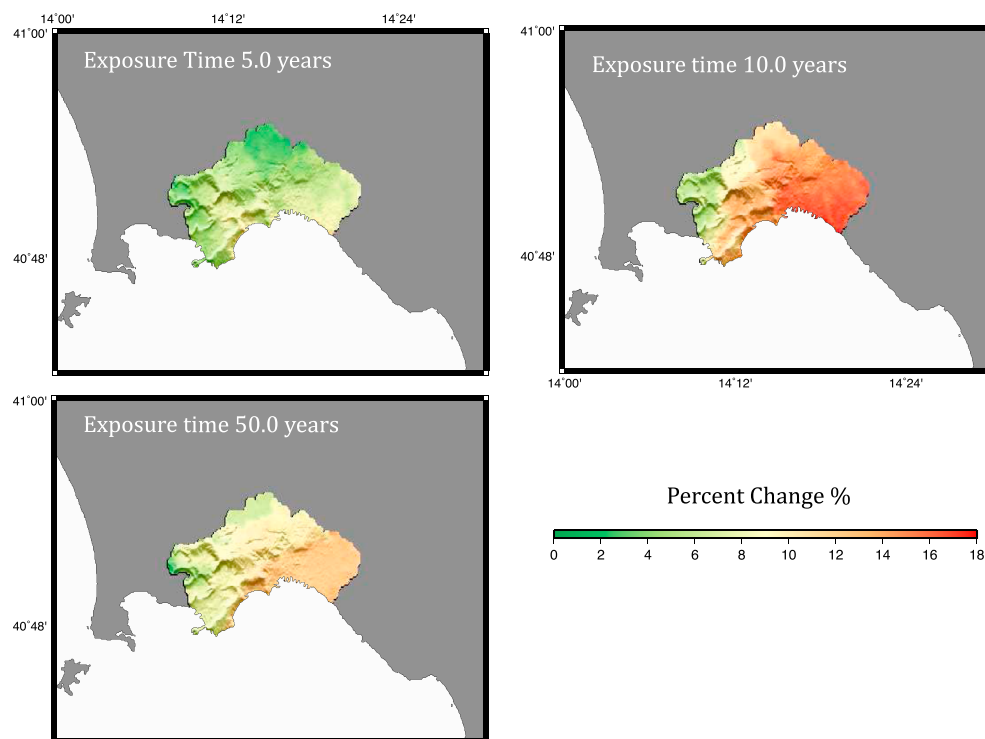 14°00' 14°12' 14°24'
41°00'
Exposure Time 5.0 years
40°48'
41°00'
Exposure time 10.0 years
40°48'
14°00' 14°12' 14°24'
41°00'
Exposure time 50.0 years
40°48'
Percent Change %
0 2 4 6 8 10 12 14 16 18